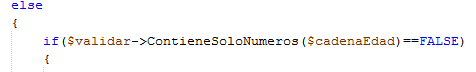 else
{
if($validar->ContieneSoloNumeros($cadenaEdad)==FALSE)
{